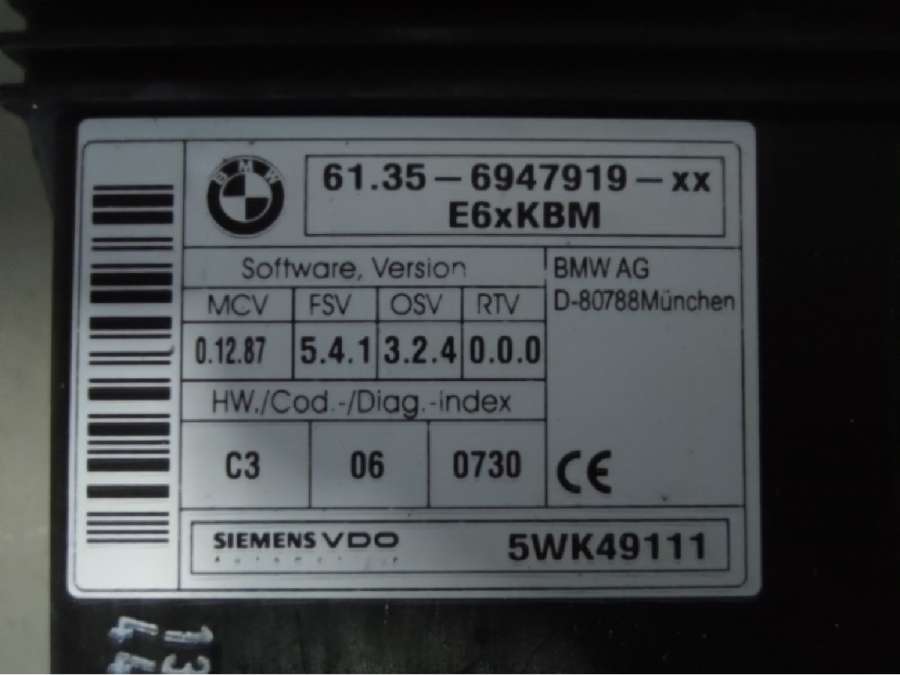 BMW
61.35 – 6947919 – xx
E6xKBM
Software, Version
MCV FSV OSV RTV
0.12.87 5.4.1 3.2.4 0.0.0
HW./Cod.-/Diag.-index
C3 06 0730
BMW AG
D-80788München
CE
SIEMENS VDO
5WK49111